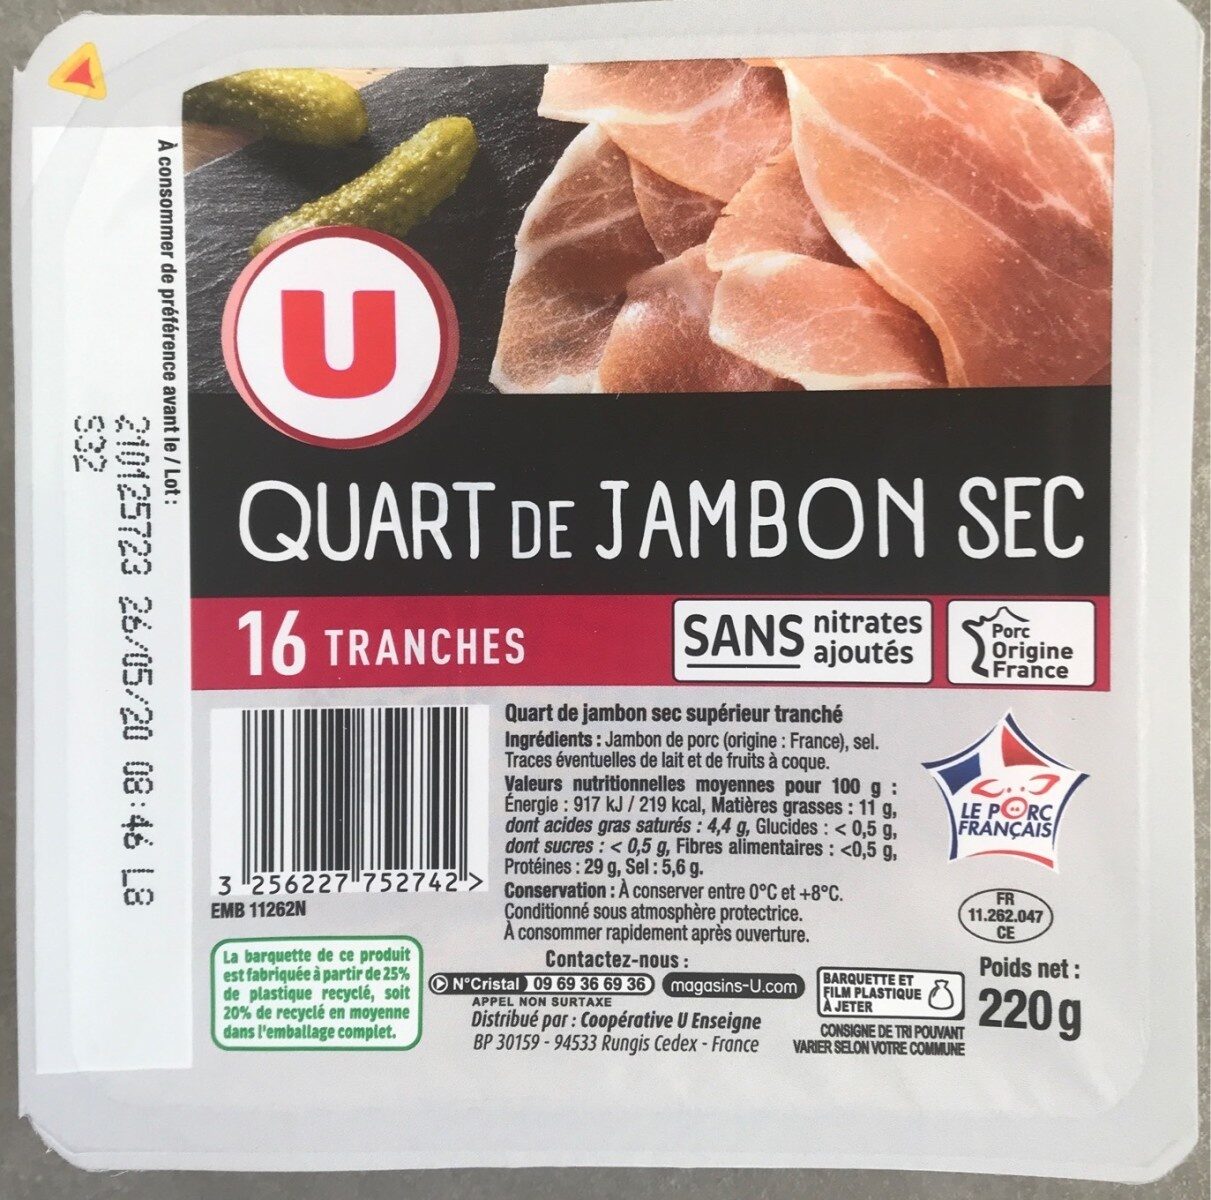 U
QUART DE JAMBON SEC
16 TRANCHES
SANS nitrates ajoutés
Porc
Origine
France
À consommer de préférence avant le / Lot :
210125723 26/05/20 08:46 L8
S32
Quart de jambon sec supérieur tranché
Ingrédients : Jambon de porc (origine : France), sel.
Traces éventuelles de lait et de fruits à coque.
Valeurs nutritionnelles moyennes pour 100 g :
Énergie : 917 kJ / 219 kcal, Matières grasses : 11 g,
dont acides gras saturés : 4,4 g, Glucides : < 0,5 g,
dont sucres : < 0,5 g, Fibres alimentaires : <0,5 g,
Protéines : 29 g, Sel : 5,6 g.
Conservation : À conserver entre 0°C et +8°C.
Conditionné sous atmosphère protectrice.
À consommer rapidement après ouverture.
LE PORC
FRANÇAIS
3 256227 752742 >
EMB 11262N
FR
11.262.047
CE
La barquette de ce produit
est fabriquée à partir de 25%
de plastique recyclé, soit
20% de recyclé en moyenne
dans l'emballage complet.
Contactez-nous :
N°Cristal 09 69 36 69 36 magasins-U.com
APPEL NON SURTAXE
Distribué par : Coopérative U Enseigne
BP 30159 - 94533 Rungis Cedex - France
BARQUETTE ET
FILM PLASTIQUE
À JETER
CONSIGNE DE TRI POUVANT
VARIER SELON VOTRE COMMUNE
Poids net :
220g